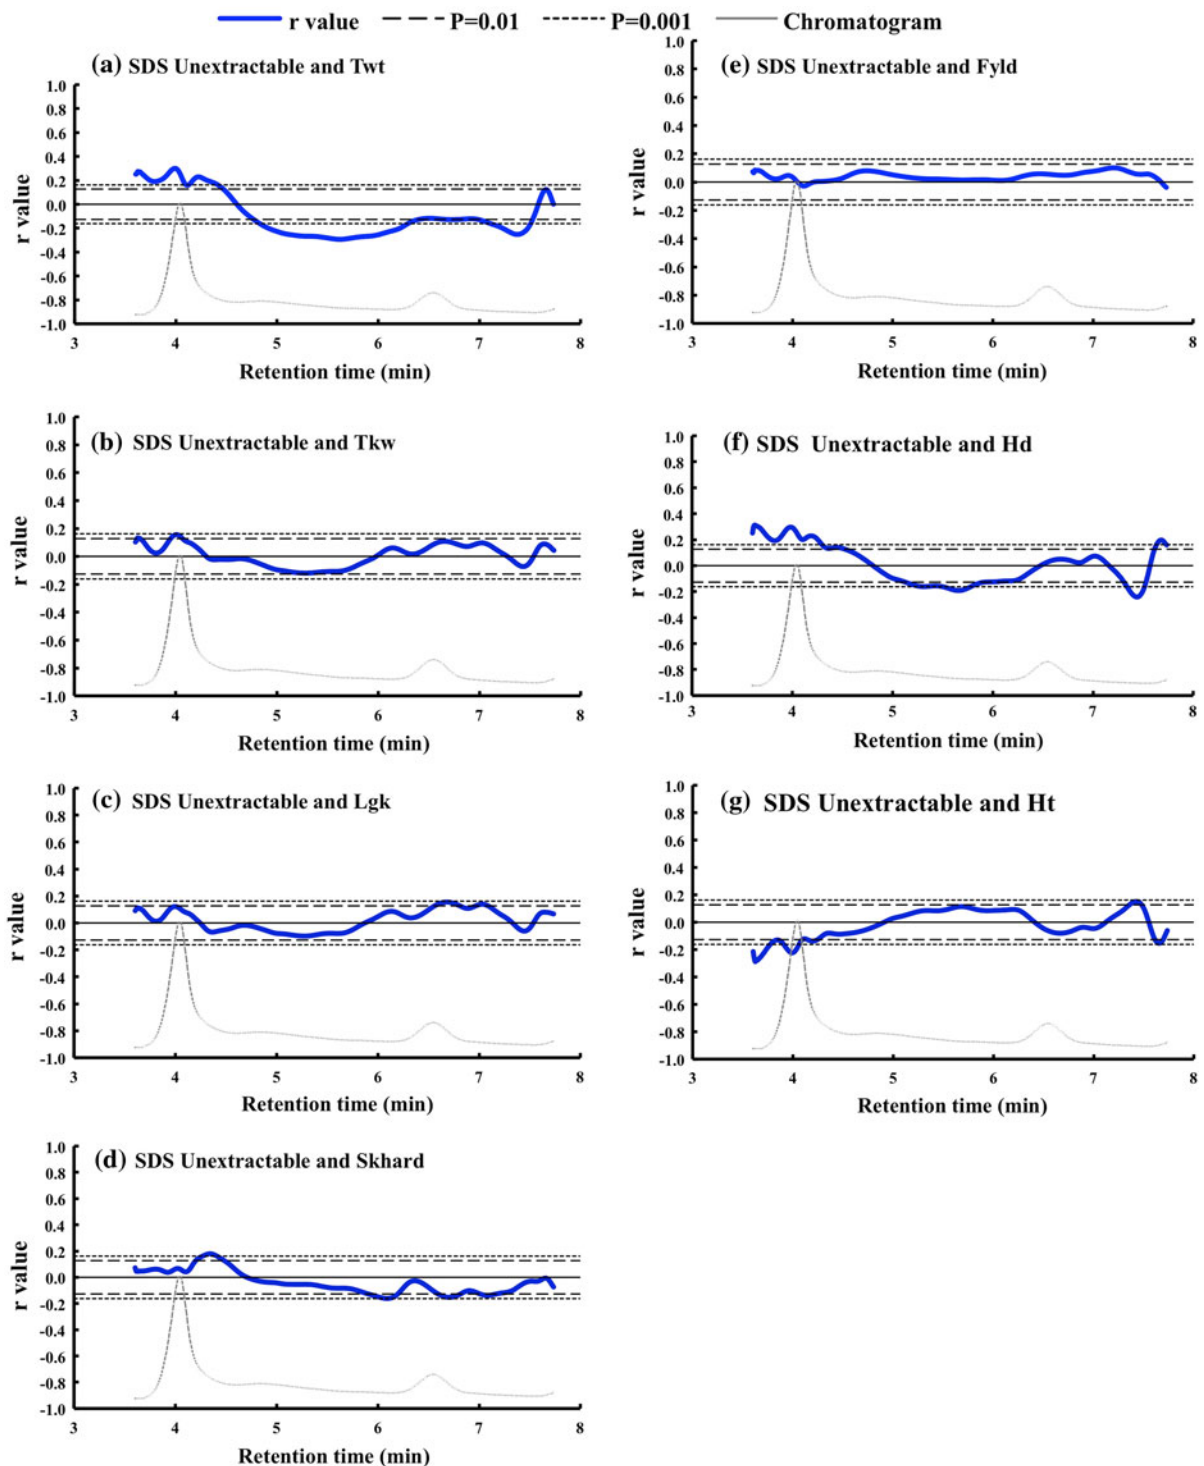 r value P=0.01 P=0.001 Chromatogram
(a) SDS Unextractable and Twt
1.0
0.8
0.6
0.4
0.2
0.0
-0.2
-0.4
-0.6
-0.8
-1.0
r value
3 4 5 6 7 8
Retention time (min)
(b) SDS Unextractable and Tkw
1.0
0.8
0.6
0.4
0.2
0.0
-0.2
-0.4
-0.6
-0.8
-1.0
r value
3 4 5 6 7 8
Retention time (min)
(c) SDS Unextractable and Lgk
1.0
0.8
0.6
0.4
0.2
0.0
-0.2
-0.4
-0.6
-0.8
-1.0
r value
3 4 5 6 7 8
Retention time (min)
(d) SDS Unextractable and Skhard
1.0
0.8
0.6
0.4
0.2
0.0
-0.2
-0.4
-0.6
-0.8
-1.0
r value
3 4 5 6 7 8
Retention time (min)
(e) SDS Unextractable and Fyld
1.0
0.8
0.6
0.4
0.2
0.0
-0.2
-0.4
-0.6
-0.8
-1.0
r value
3 4 5 6 7 8
Retention time (min)
(f) SDS Unextractable and Hd
1.0
0.8
0.6
0.4
0.2
0.0
-0.2
-0.4
-0.6
-0.8
-1.0
r value
3 4 5 6 7 8
Retention time (min)
(g) SDS Unextractable and Ht
1.0
0.8
0.6
0.4
0.2
0.0
-0.2
-0.4
-0.6
-0.8
-1.0
r value
3 4 5 6 7 8
Retention time (min)